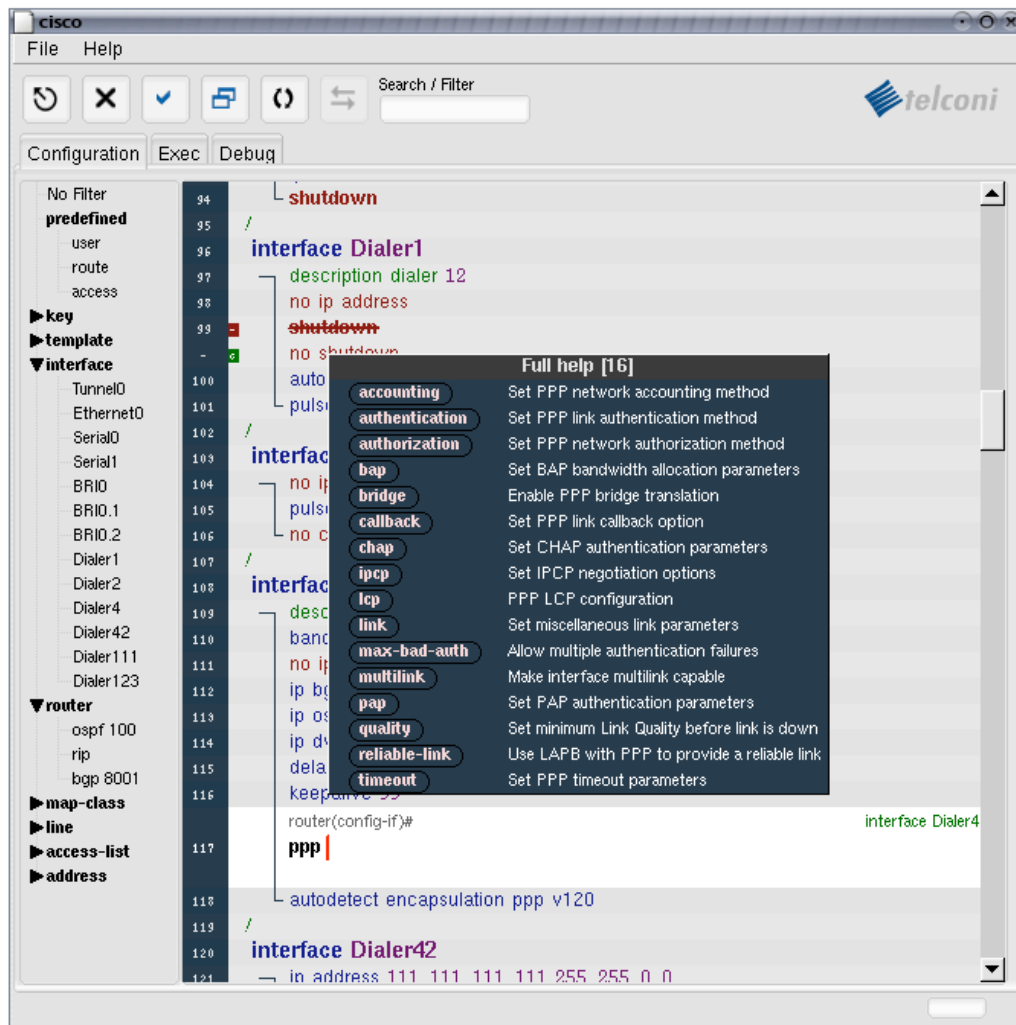 cisco
File Help
Search / Filter
telconi
Configuration Exec Debug
No Filter
predefined
user
route
access
key
template
interface
Tunnel0
Ethernet0
Serial0
Serial1
BRI0
BRI0.1
BRI0.2
Dialer1
Dialer2
Dialer4
Dialer42
Dialer111
Dialer123
router
ospf 100
rip
bgp 8001
map-class
line
access-list
address
94 shutdown
95 /
96 interface Dialer1
97 description dialer 12
98 no ip address
99 - shutdown
- c no shutdown
100 auto
101 puls
102 /
103 interfac
104 no ip
105 puls
106 no c
107 /
108 interfac
109 desc
110 band
111 no ip
112 ip bg
113 ip os
114 ip dv
115 dela
116 keepalive 99
Full help [16]
accounting Set PPP network accounting method
authentication Set PPP link authentication method
authorization Set PPP network authorization method
bap Set BAP bandwidth allocation parameters
bridge Enable PPP bridge translation
callback Set PPP link callback option
chap Set CHAP authentication parameters
ipcp Set IPCP negotiation options
lcp PPP LCP configuration
link Set miscellaneous link parameters
max-bad-auth Allow multiple authentication failures
multilink Make interface multilink capable
pap Set PAP authentication parameters
quality Set minimum Link Quality before link is down
reliable-link Use LAPB with PPP to provide a reliable link
timeout Set PPP timeout parameters
router(config-if)# interface Dialer4
117 ppp
118 autodetect encapsulation ppp v120
119 /
120 interface Dialer42
121 ip address 111 111 111 111 255 255 0 0